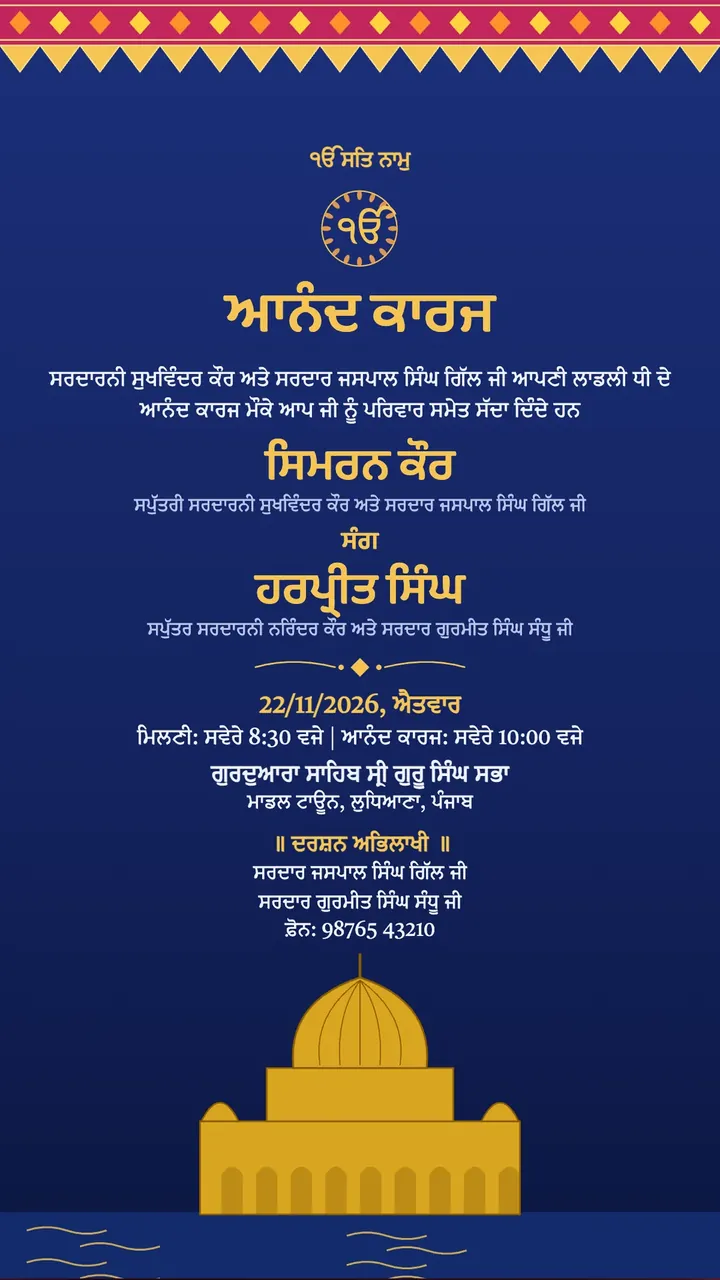 ੴ ਸਤਿ ਨਾਮੁ
ੴ
ਆਨੰਦ ਕਾਰਜ
ਸਰਦਾਰਨੀ ਸੁਖਵਿੰਦਰ ਕੌਰ ਅਤੇ ਸਰਦਾਰ ਜਸਪਾਲ ਸਿੰਘ ਗਿੱਲ ਜੀ ਆਪਣੀ ਲਾਡਲੀ ਧੀ ਦੇ
ਆਨੰਦ ਕਾਰਜ ਮੌਕੇ ਆਪ ਜੀ ਨੂੰ ਪਰਿਵਾਰ ਸਮੇਤ ਸੱਦਾ ਦਿੰਦੇ ਹਨ
ਸਿਮਰਨ ਕੌਰ
ਸਪੁੱਤਰੀ ਸਰਦਾਰਨੀ ਸੁਖਵਿੰਦਰ ਕੌਰ ਅਤੇ ਸਰਦਾਰ ਜਸਪਾਲ ਸਿੰਘ ਗਿੱਲ ਜੀ
ਸੰਗ
ਹਰਪ੍ਰੀਤ ਸਿੰਘ
ਸਪੁੱਤਰ ਸਰਦਾਰਨੀ ਨਰਿੰਦਰ ਕੌਰ ਅਤੇ ਸਰਦਾਰ ਗੁਰਮੀਤ ਸਿੰਘ ਸੰਧੂ ਜੀ
22/11/2026, ਐਤਵਾਰ
ਮਿਲਣੀ: ਸਵੇਰੇ 8:30 ਵਜੇ | ਆਨੰਦ ਕਾਰਜ: ਸਵੇਰੇ 10:00 ਵਜੇ
ਗੁਰਦੁਆਰਾ ਸਾਹਿਬ ਸ੍ਰੀ ਗੁਰੂ ਸਿੰਘ ਸਭਾ
ਮਾਡਲ ਟਾਊਨ, ਲੁਧਿਆਣਾ, ਪੰਜਾਬ
॥ ਦਰਸ਼ਨ ਅਭਿਲਾਖੀ ॥
ਸਰਦਾਰ ਜਸਪਾਲ ਸਿੰਘ ਗਿੱਲ ਜੀ
ਸਰਦਾਰ ਗੁਰਮੀਤ ਸਿੰਘ ਸੰਧੂ ਜੀ
ਫ਼ੋਨ: 98765 43210